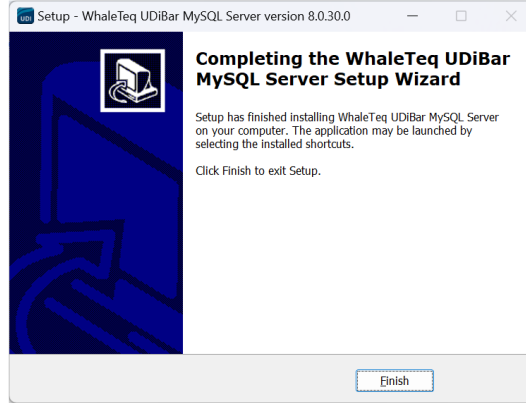 UDI Setup - WhaleTeq UDiBar MySQL Server version 8.0.30.0
Completing the WhaleTeq UDiBar
MySQL Server Setup Wizard
Setup has finished installing WhaleTeq UDiBar MySQL Server
on your computer. The application may be launched by
selecting the installed shortcuts.
Click Finish to exit Setup.
Finish